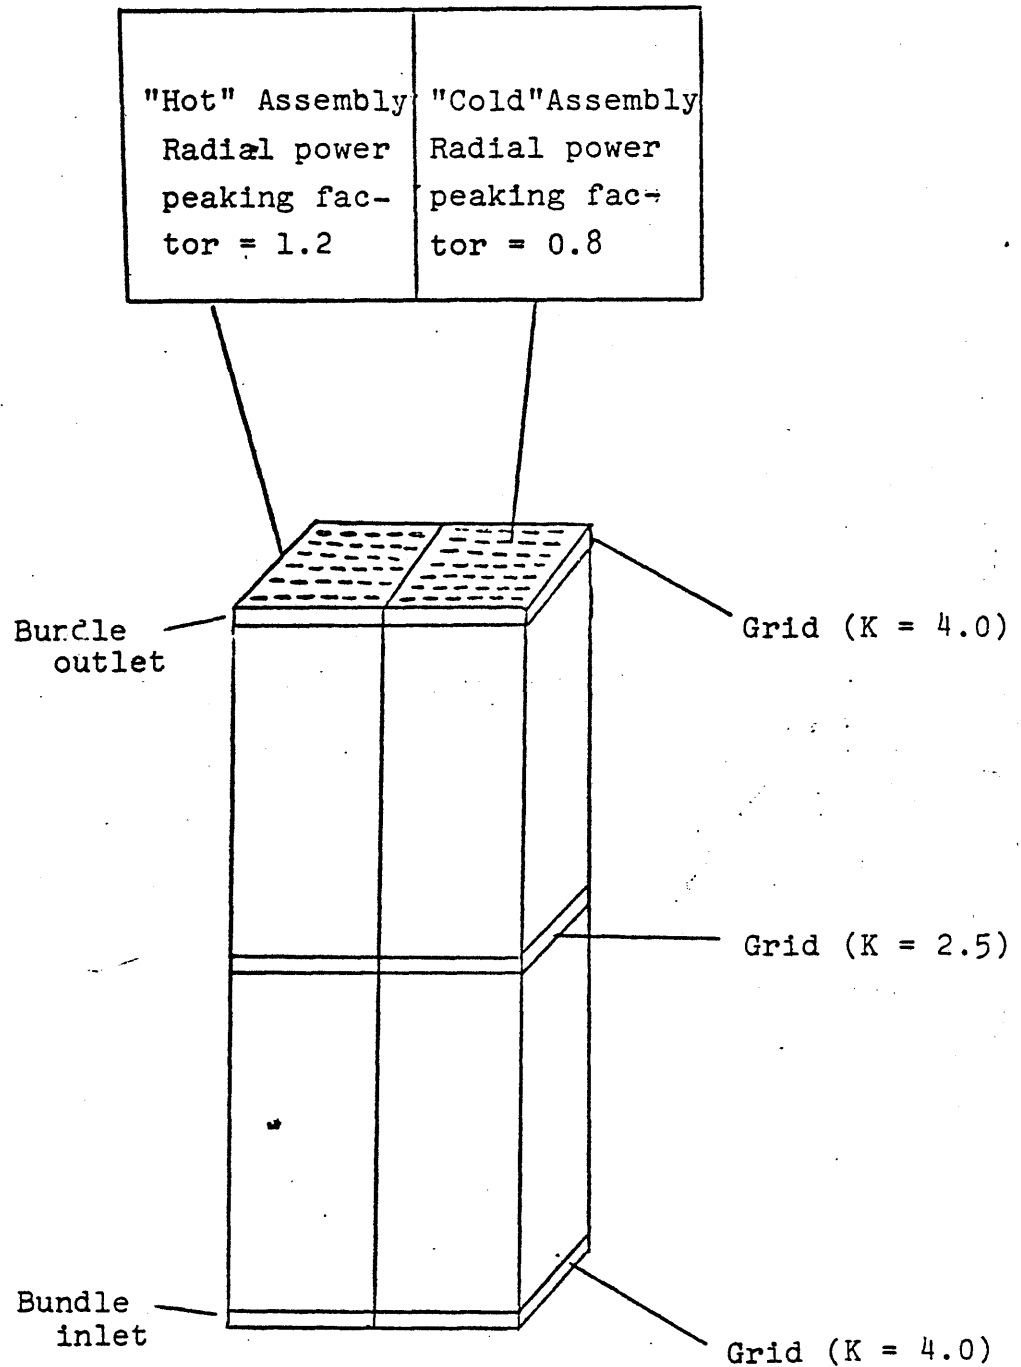 "Hot" Assembly
Radial power
peaking fac-
tor = 1.2
"Cold"Assembly
Radial power
peaking fac-
tor = 0.8
Bundle
outlet
Grid (K = 4.0)
Grid (K = 2.5)
Bundle
inlet
Grid (K = 4.0)